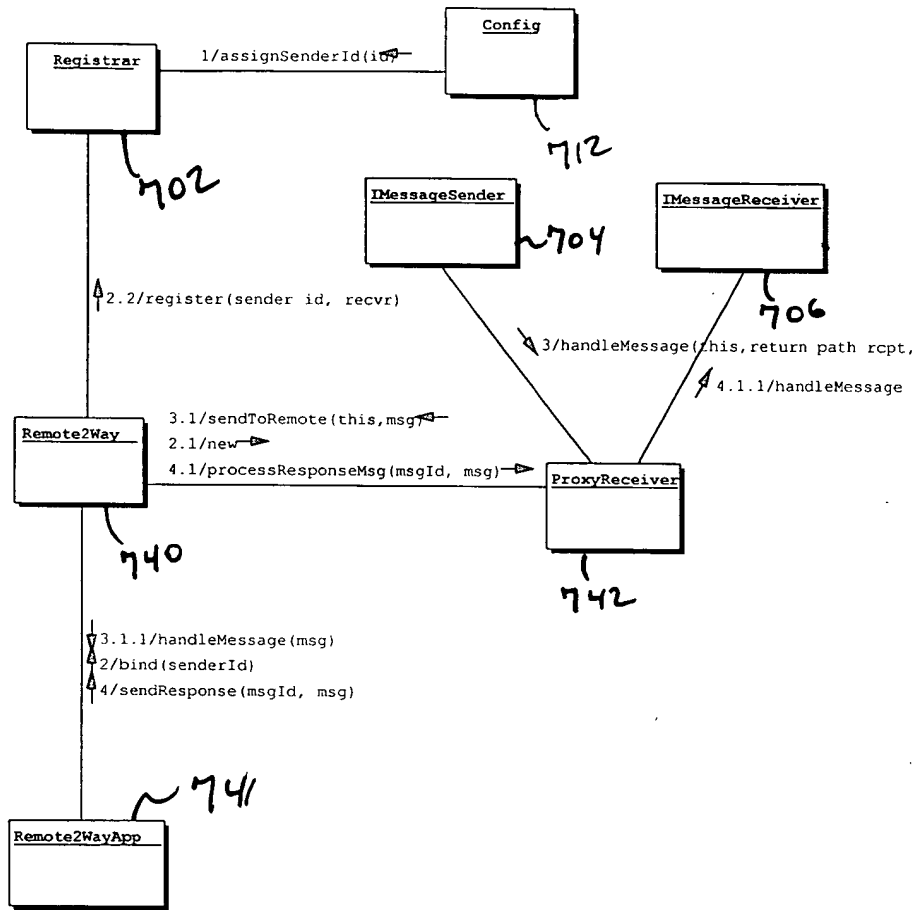 Config
Registrar
1/assignSenderId(id)
712
702
IMessageSender
IMessageReceiver
704
706
2.2/register(sender id, recvr)
3/handleMessage(this,return path rcpt,
4.1.1/handleMessage
3.1/sendToRemote(this,msg)
Remote2Way
2.1/new
4.1/processResponseMsg(msgId, msg)
ProxyReceiver
740
742
3.1.1/handleMessage(msg)
2/bind(senderId)
4/sendResponse(msgId, msg)
741
Remote2WayApp